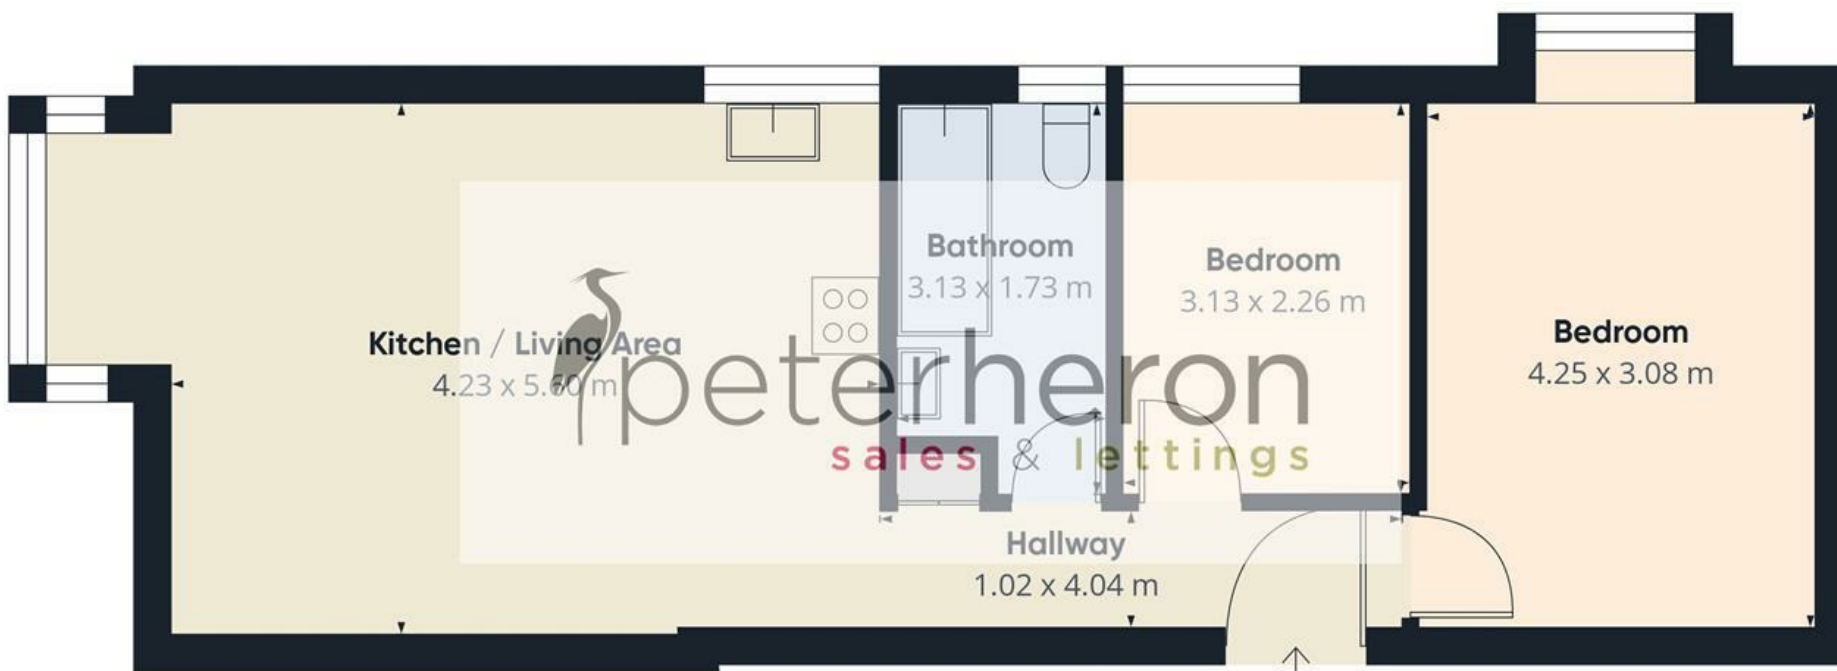 Kitchen / Living Area
4.23 x 5.60 m
Bathroom
3.13 x 1.73 m
Bedroom
3.13 x 2.26 m
Bedroom
4.25 x 3.08 m
peterheron
sales & lettings
Hallway
1.02 x 4.04 m